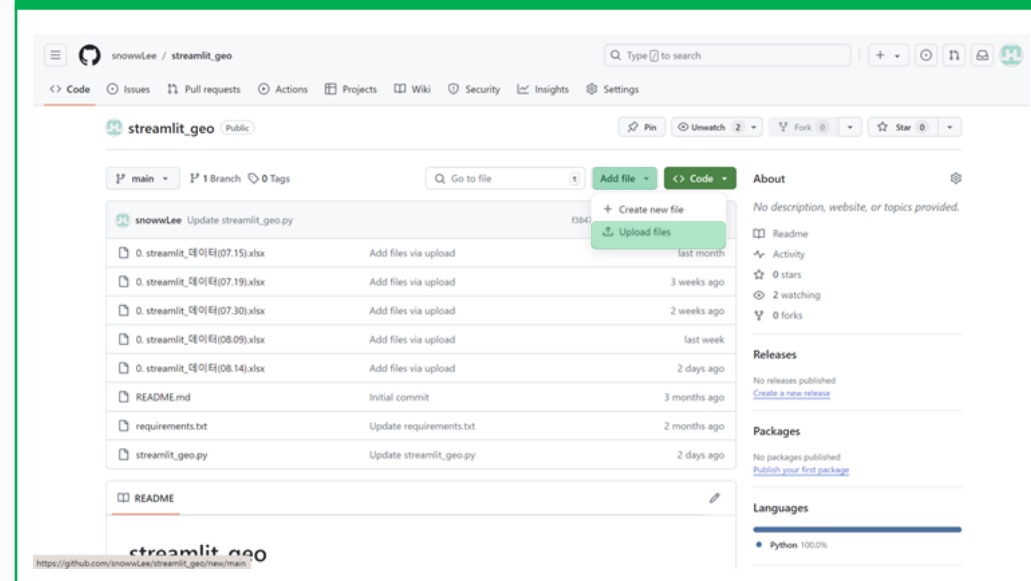 snowwLee / streamlit_geo
Type / to search
Code Issues Pull requests Actions Projects Wiki Security Insights Settings
streamlit_geo Public
Pin Unwatch 2 Fork 0 Star 0
main 1 Branch 0 Tags
Go to file t
Add file Code
Create new file
Upload files
snowwLee Update streamlit_geo.py
0. streamlit_데이터(07.15).xlsx Add files via upload last month
0. streamlit_데이터(07.19).xlsx Add files via upload 3 weeks ago
0. streamlit_데이터(07.30).xlsx Add files via upload 2 weeks ago
0. streamlit_데이터(08.09).xlsx Add files via upload last week
0. streamlit_데이터(08.14).xlsx Add files via upload 2 days ago
README.md Initial commit 3 months ago
requirements.txt Update requirements.txt 2 months ago
streamlit_geo.py Update streamlit_geo.py 2 days ago
README
streamlit_geo
https://github.com/snowwLee/streamlit_geo/new/main
About
No description, website, or topics provided.
Readme
Activity
0 stars
2 watching
0 forks
Releases
No releases published
Create a new release
Packages
No packages published
Publish your first package
Languages
Python 100.0%